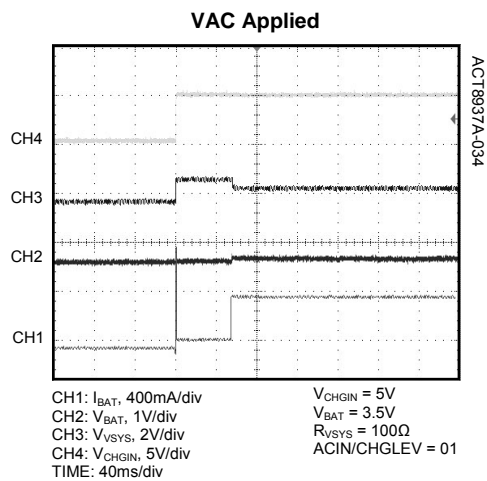 VAC Applied
ACT8937A-034
CH4
CH3
CH2
CH1
CH1: IBAT, 400mA/div
CH2: VBAT, 1V/div
CH3: VVSYS, 2V/div
CH4: VCHGIN, 5V/div
TIME: 40ms/div
VCHGIN = 5V
VBAT = 3.5V
RVSYS = 100Ω
ACIN/CHGLEV = 01